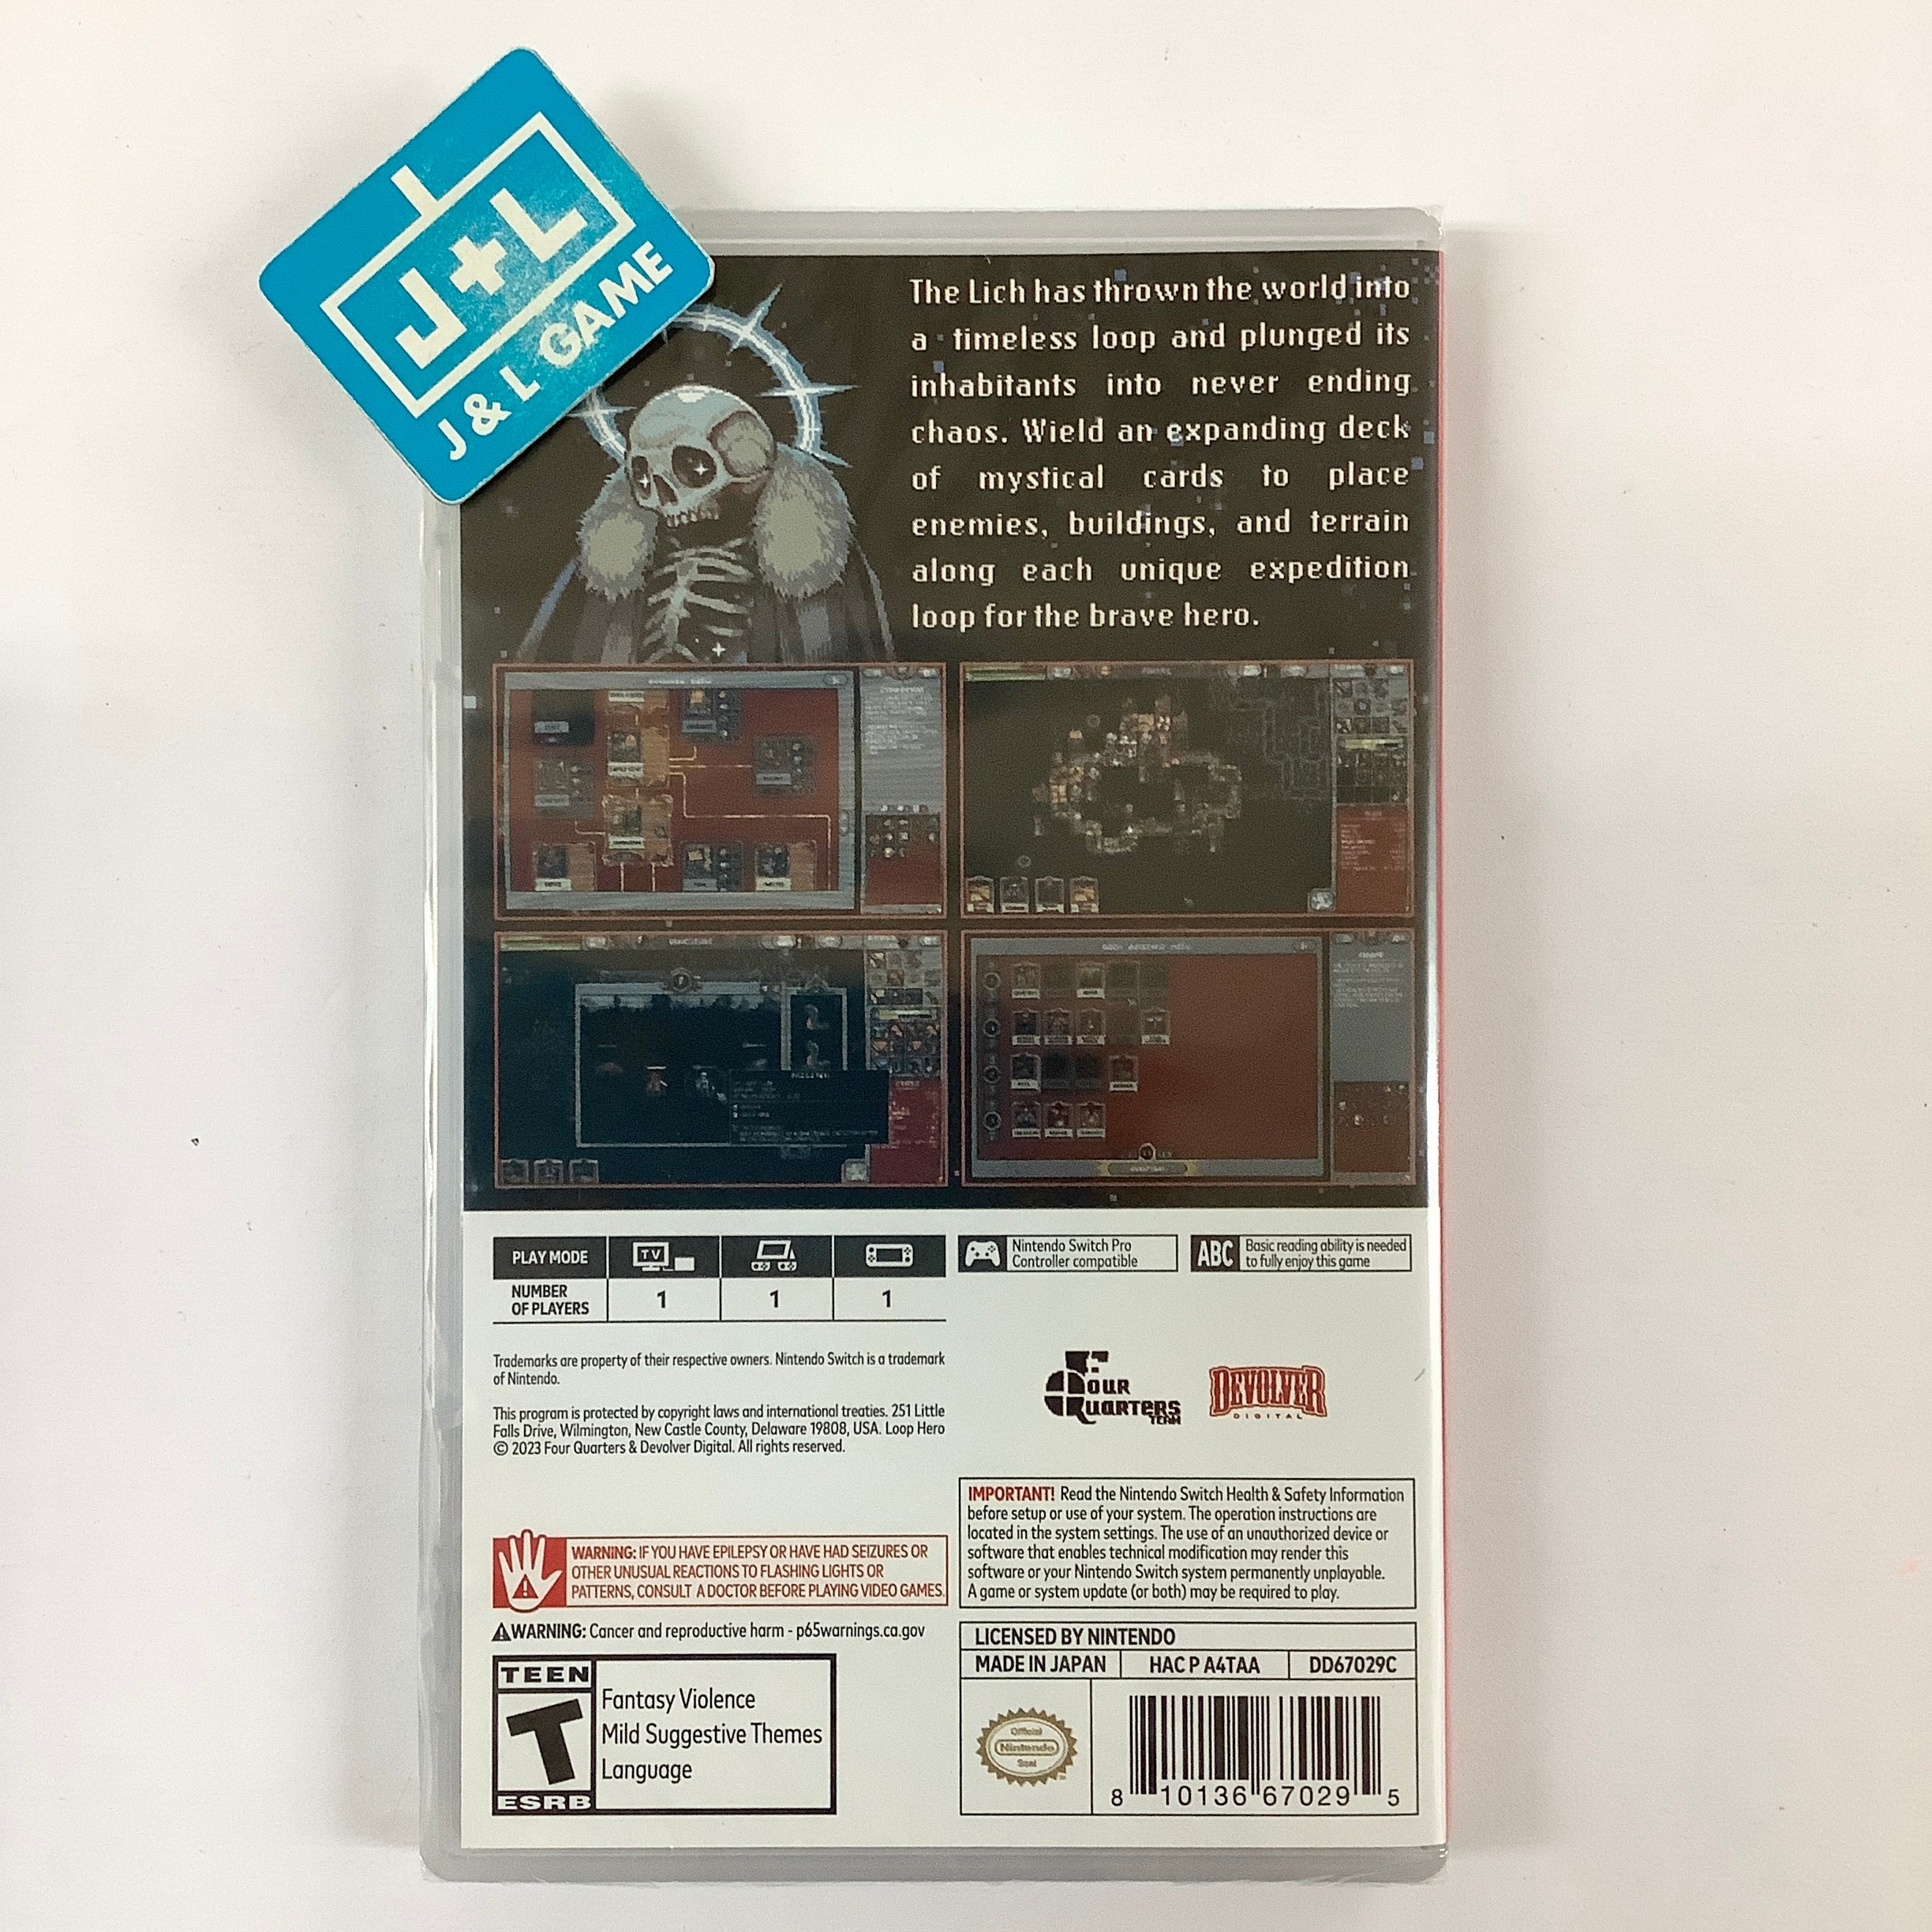 J+L
J & L GAME
The Lich has thrown the world into
a timeless loop and plunged its
inhabitants into never ending
chaos. Wield an expanding deck
of mystical cards to place
enemies, buildings, and terrain
along each unique expedition
loop for the brave hero.
PLAY MODE
TV
NUMBER
OF PLAYERS
1
1
1
Nintendo Switch Pro
Controller compatible
ABC
Basic reading ability is needed
to fully enjoy this game
Trademarks are property of their respective owners. Nintendo Switch is a trademark
of Nintendo.
This program is protected by copyright laws and international treaties. 251 Little
Falls Drive, Wilmington, New Castle County, Delaware 19808, USA. Loop Hero
© 2023 Four Quarters & Devolver Digital. All rights reserved.
FOUR
QUARTERS
TEAM
DEVOLVER
DIGITAL
IMPORTANT! Read the Nintendo Switch Health & Safety Information
before setup or use of your system. The operation instructions are
located in the system settings. The use of an unauthorized device or
software that enables technical modification may render this
software or your Nintendo Switch system permanently unplayable.
A game or system update (or both) may be required to play.
WARNING: IF YOU HAVE EPILEPSY OR HAVE HAD SEIZURES OR
OTHER UNUSUAL REACTIONS TO FLASHING LIGHTS OR
PATTERNS, CONSULT A DOCTOR BEFORE PLAYING VIDEO GAMES.
WARNING: Cancer and reproductive harm - p65warnings.ca.gov
TEEN
T
ESRB
Fantasy Violence
Mild Suggestive Themes
Language
LICENSED BY NINTENDO
MADE IN JAPAN
HAC P A4TAA
DD67029C
Official
Nintendo
Seal
8 10136 67029 5